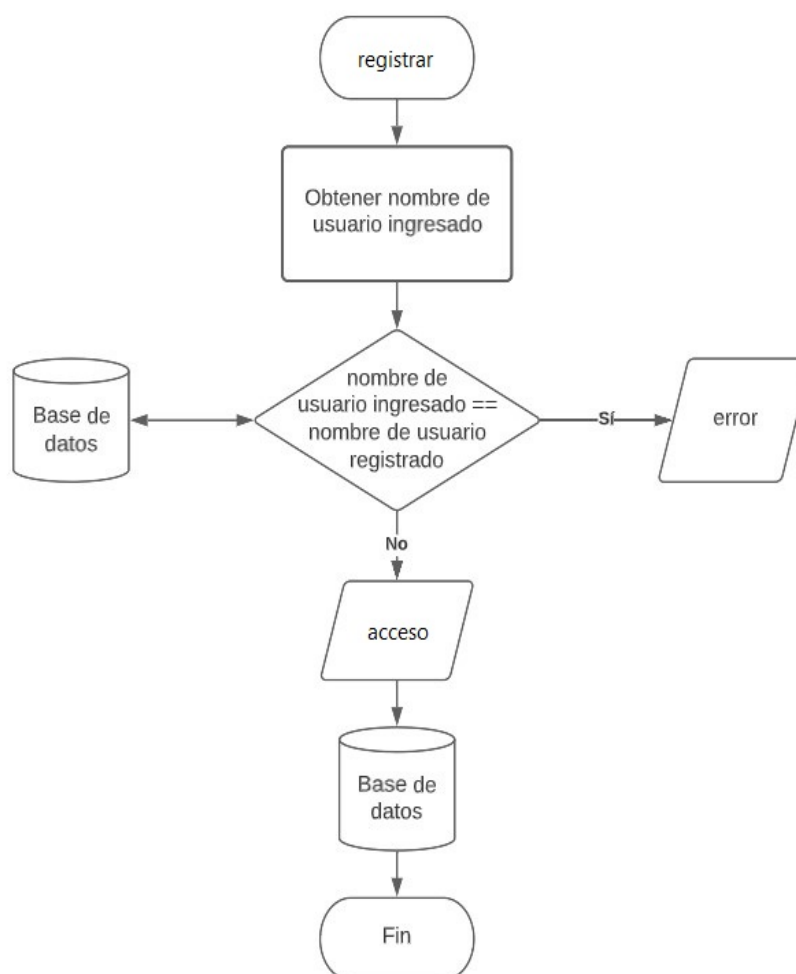 registrar
Obtener nombre de
usuario ingresado
nombre de
usuario ingresado ==
nombre de usuario
registrado
Base de
datos
Sí
error
No
acceso
Base de
datos
Fin